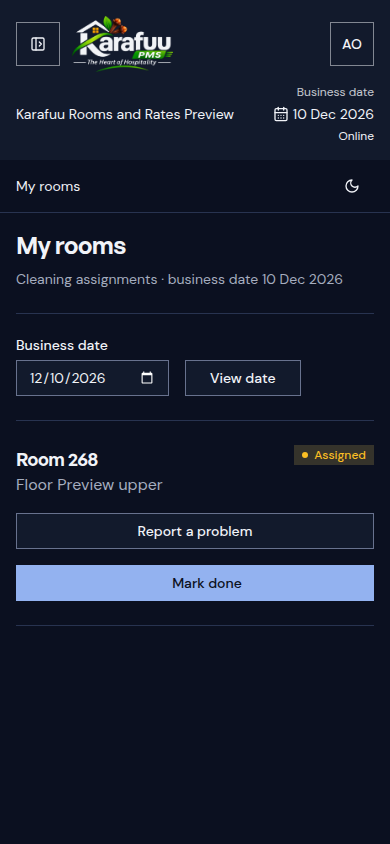 Karafuu
PMS
The Heart of Hospitality
AO
Business date
Karafuu Rooms and Rates Preview
10 Dec 2026
Online
My rooms
My rooms
Cleaning assignments · business date 10 Dec 2026
Business date
12/10/2026
View date
Room 268
Assigned
Floor Preview upper
Report a problem
Mark done